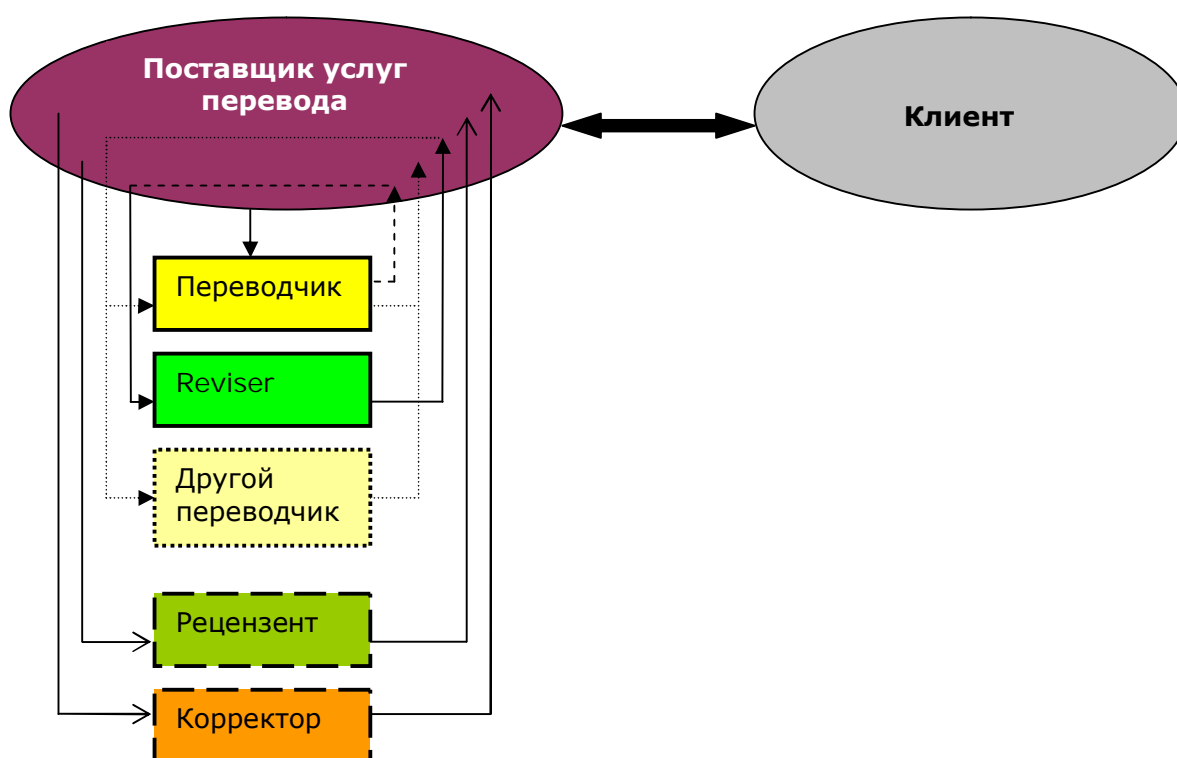 Поставщик услуг
перевода
Клиент
Переводчик
Reviser
Другой
переводчик
Рецензент
Корректор